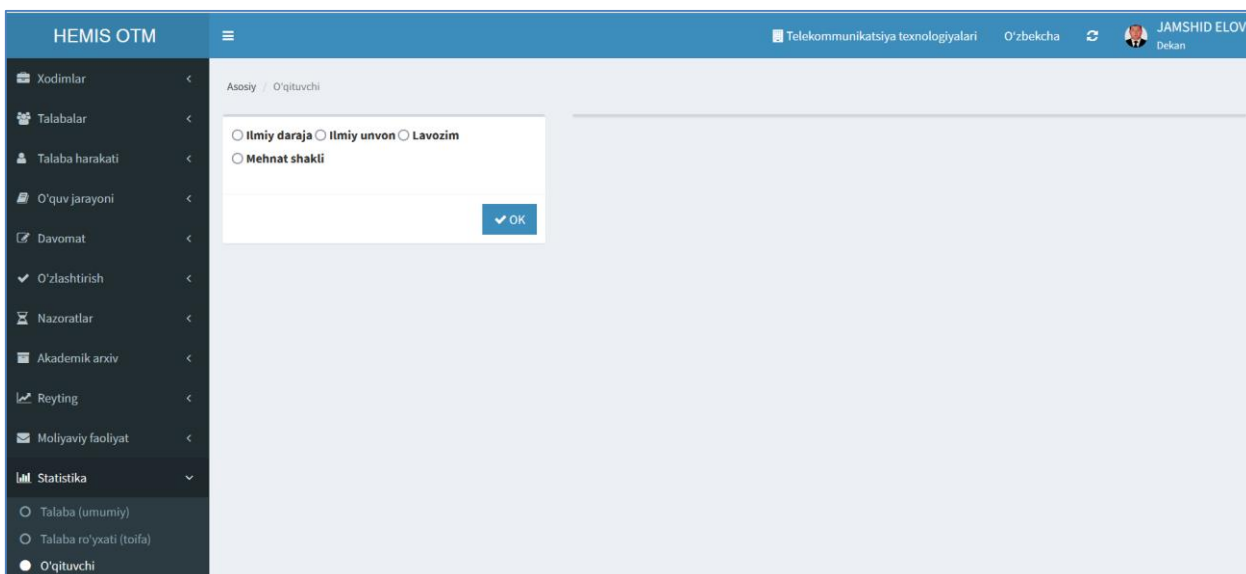 HEMIS OTM
Telekommunikatsiya texnologiyalari O'zbekcha JAMSHID ELOV
Dekan
Xodimlar
Talabalar
Talaba harakati
O'quv jarayoni
Davomat
O'zlashtirish
Nazoratlar
Akademik arxiv
Reyting
Moliyaviy faoliyat
Statistika
Talaba (umumiy)
Talaba ro'yxati (toifa)
O'qituvchi
Asosiy / O'qituvchi
Ilmiy daraja Ilmiy unvon Lavozim
Mehnat shakli
OK